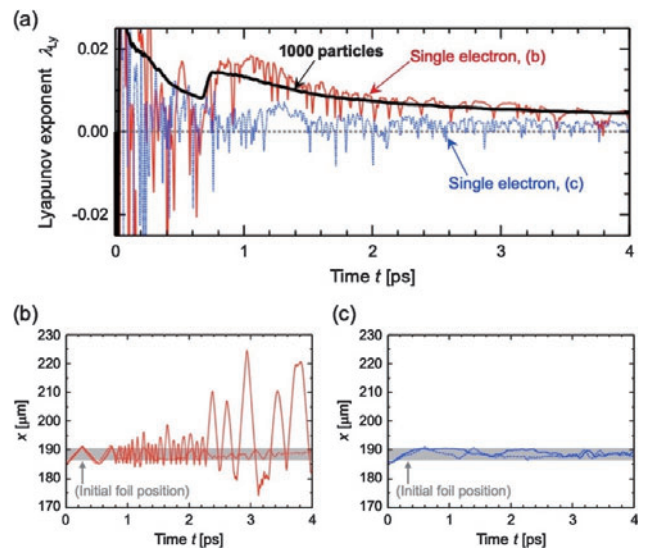 (a)
Lyapunov exponent λLy
0.02
0.00
-0.02
1000 particles
Single electron, (b)
Single electron, (c)
0
1
2
3
4
Time t [ps]
(b)
x [μm]
230
220
210
200
190
180
170
(Initial foil position)
0
1
2
3
4
Time t [ps]
(c)
x [μm]
230
220
210
200
190
180
170
(Initial foil position)
0
1
2
3
4
Time t [ps]